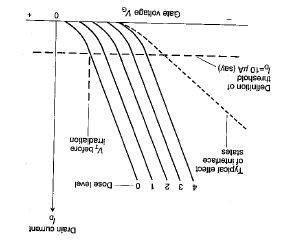 Drain current
I_D
Dose level
0 1 2 3 4
V_T before
irradiation
Typical effect
of interface
states
Definition of
threshold
I_D=10 μA (say)
+ 0 −
Gate voltage V_G